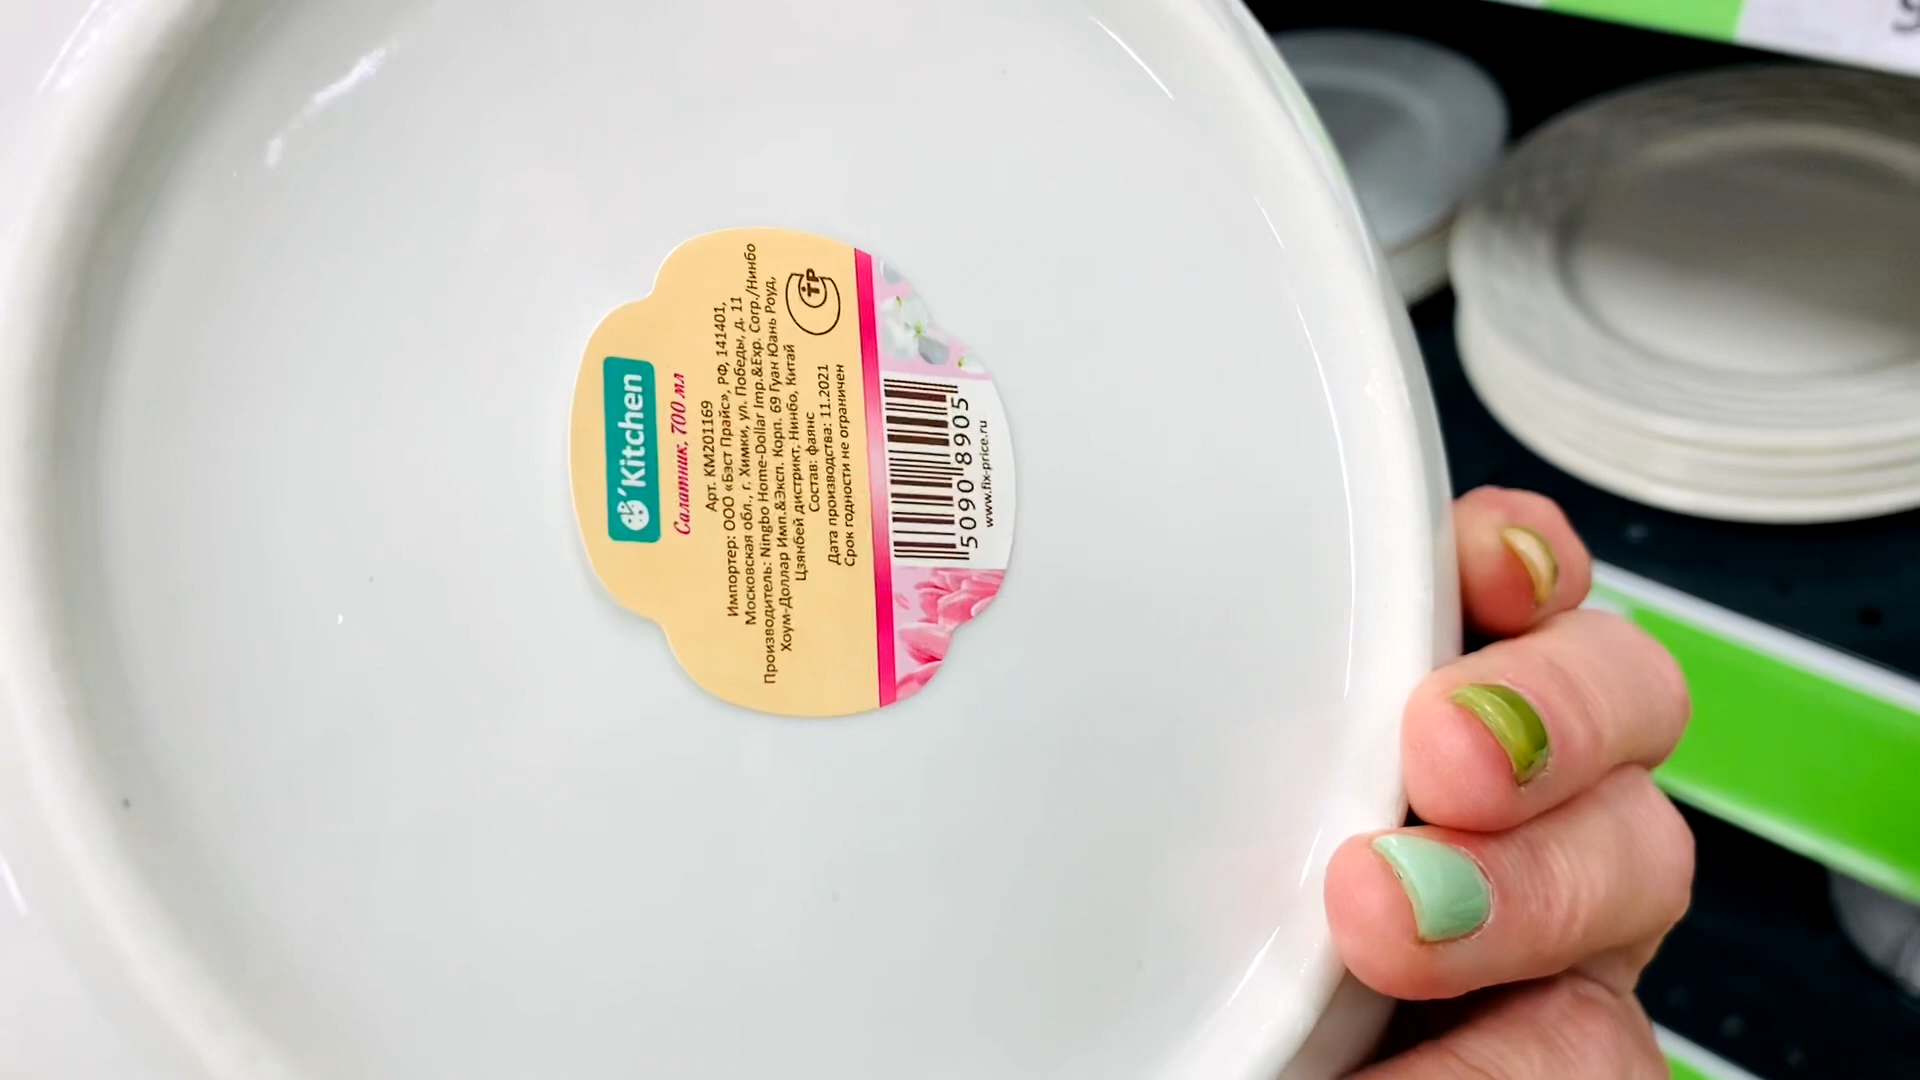 D'Kitchen
Салатник, 700 мл
Арт. KM201169
Импортер: ООО «Бэст Прайс», РФ, 141401,
Московская обл., г. Химки, ул. Победы, д. 11
Производитель: Ningbo Home-Dollar Imp.&Exp. Corp./Нинбо
Хоум-Доллар Имп.&Эксп. Корп. 69 Гуан Юань Роуд,
Цзянбей дистрикт, Нинбо, Китай
Состав: фаянс
Дата производства: 11.2021
Срок годности не ограничен
СТР
5090 8905
www.fix-price.ru